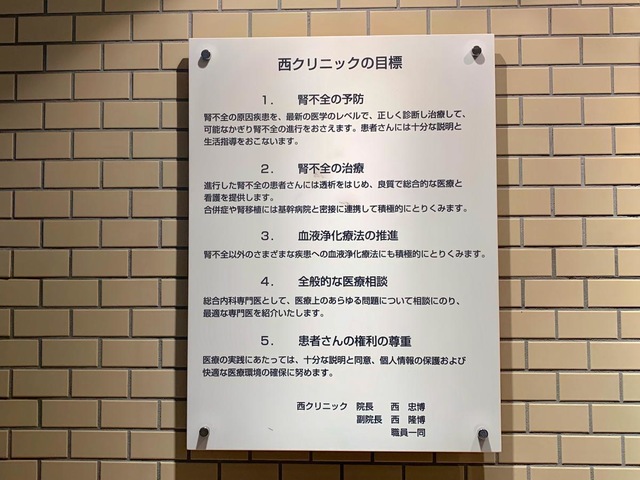 西クリニックの目標
1. 腎不全の予防
腎不全の原因疾患を、最新の医学のレベルで、正しく診断し治療して、
可能なかぎり腎不全の進行をおさえます。患者さんには十分な説明と
生活指導をおこないます。
2. 腎不全の治療
進行した腎不全の患者さんには透析をはじめ、良質で総合的な医療と
看護を提供します。
合併症や腎移植には基幹病院と密接に連携して積極的にとりくみます。
3. 血液浄化療法の推進
腎不全以外のさまざまな疾患への血液浄化療法にも積極的にとりくみます。
4. 全般的な医療相談
総合内科専門医として、医療上のあらゆる問題について相談にのり、
最適な専門医を紹介いたします。
5. 患者さんの権利の尊重
医療の実践にあたっては、十分な説明と同意、個人情報の保護および
快適な医療環境の確保に努めます。
西クリニック 院長 西 忠博
副院長 西 隆博
職員一同